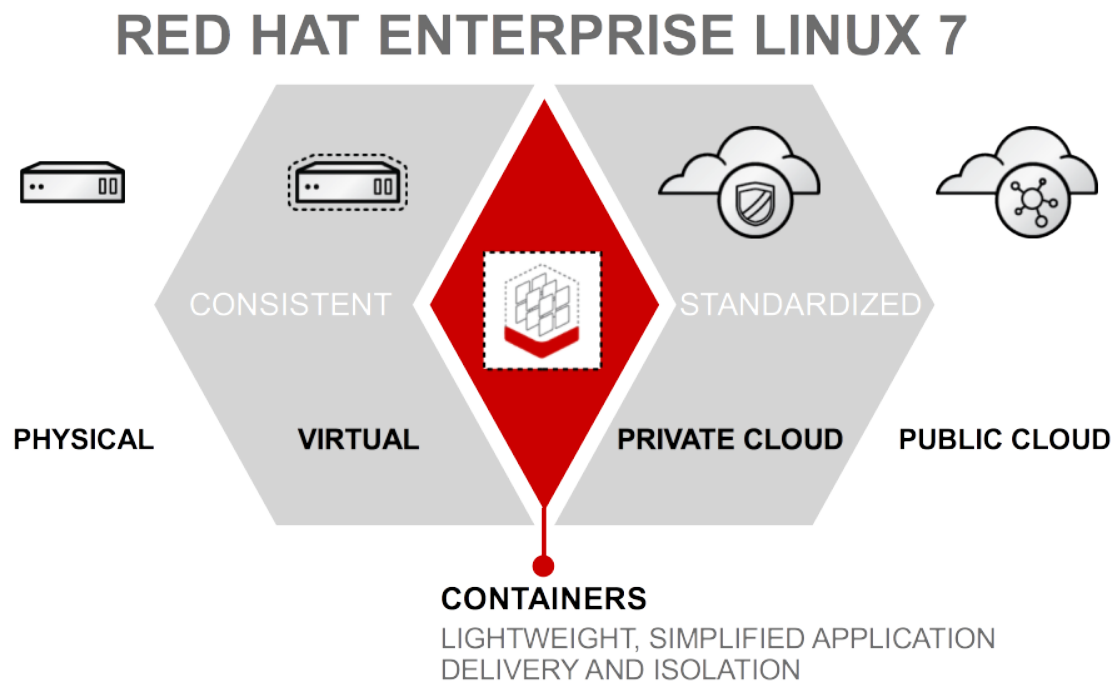 RED HAT ENTERPRISE LINUX 7
CONSISTENT
STANDARDIZED
PHYSICAL
VIRTUAL
PRIVATE CLOUD
PUBLIC CLOUD
CONTAINERS
LIGHTWEIGHT, SIMPLIFIED APPLICATION
DELIVERY AND ISOLATION